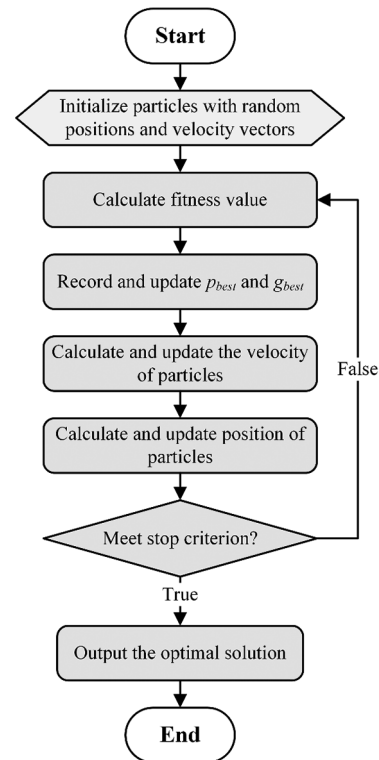 Start
Initialize particles with random
positions and velocity vectors
Calculate fitness value
Record and update pbest and gbest
Calculate and update the velocity
of particles
False
Calculate and update position of
particles
Meet stop criterion?
True
Output the optimal solution
End